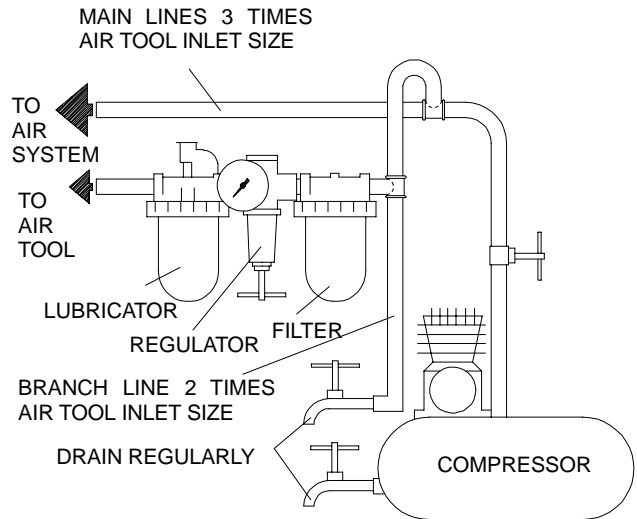 MAIN LINES 3 TIMES
AIR TOOL INLET SIZE
TO
AIR
SYSTEM
TO
AIR
TOOL
LUBRICATOR
REGULATOR
FILTER
BRANCH LINE 2 TIMES
AIR TOOL INLET SIZE
DRAIN REGULARLY
COMPRESSOR